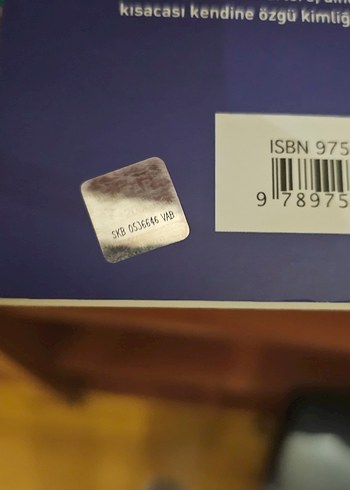 kısacası kendine özgü kimliğ
ISBN 975
9 78975
SKB 0536646 VAB